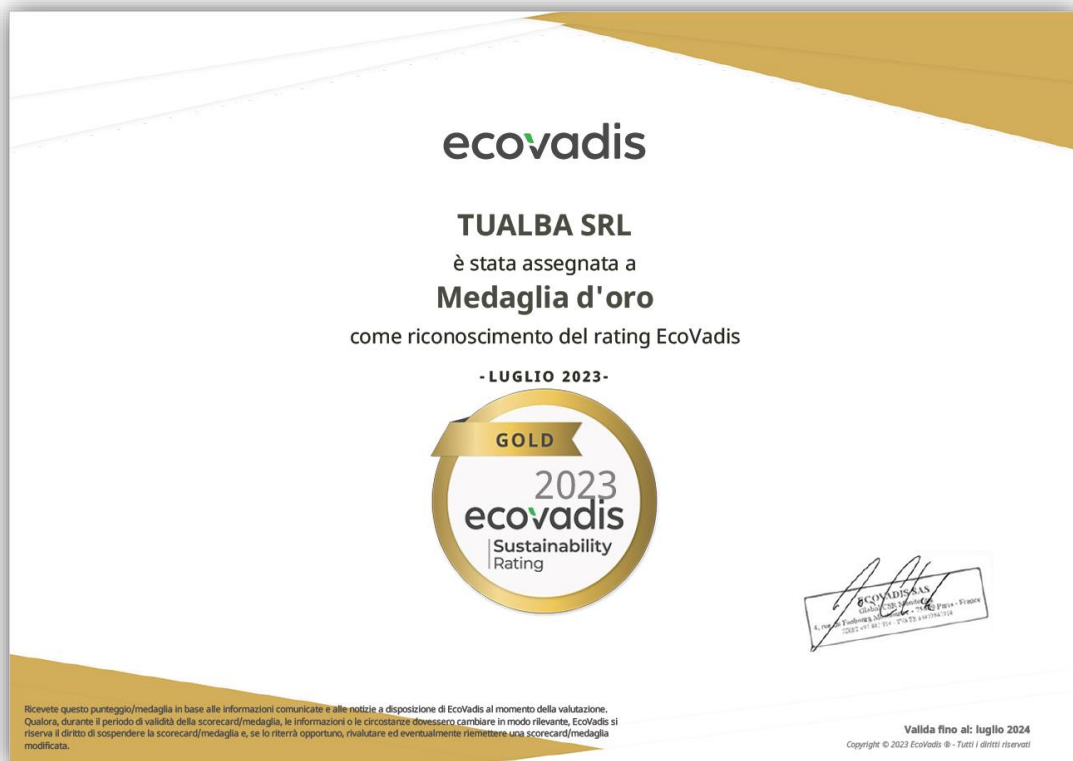 ecovadis
TUALBA SRL
è stata assegnata a
Medaglia d'oro
come riconoscimento del rating EcoVadis
-LUGLIO 2023-
GOLD
2023
ecovadis
Sustainability
Rating
ECOVADIS SAS
Paris - France
Ricevete questo punteggio/medaglia in base alle informazioni comunicate e alle notizie a disposizione di EcoVadis al momento della valutazione.
Qualora, durante il periodo di validità della scorecard/medaglia, le informazioni o le circostanze dovessero cambiare in modo rilevante, EcoVadis si
riserva il diritto di sospendere la scorecard/medaglia e, se lo riterrà opportuno, rivalutare ed eventualmente riemettere una scorecard/medaglia
modificata.
Valida fino al: luglio 2024
Copyright © 2023 EcoVadis ® - Tutti i diritti riservati